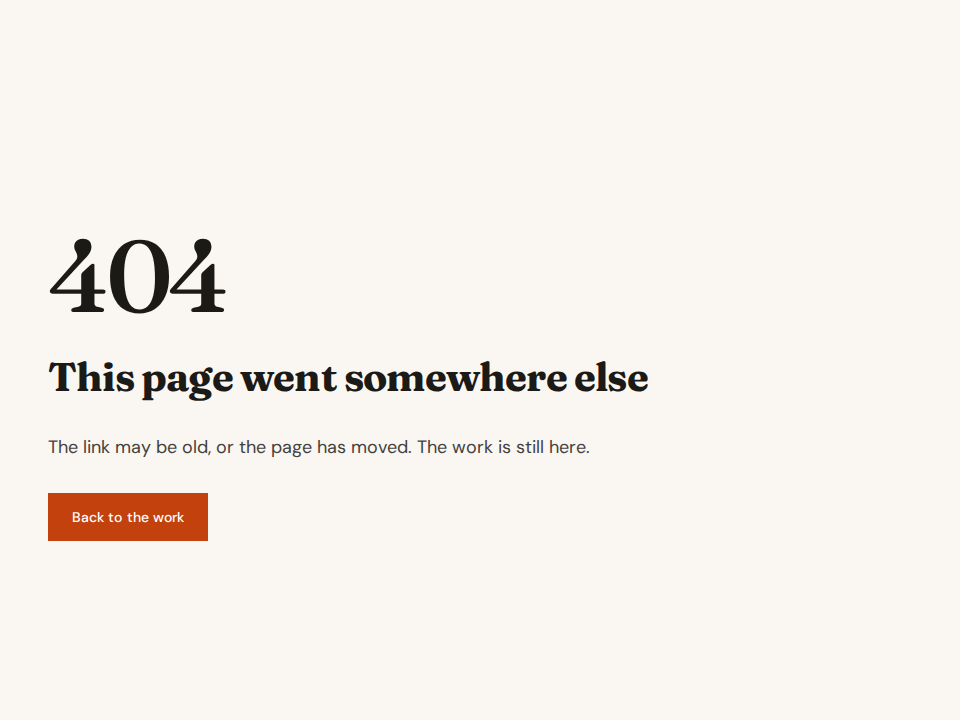 404
This page went somewhere else
The link may be old, or the page has moved. The work is still here.
Back to the work